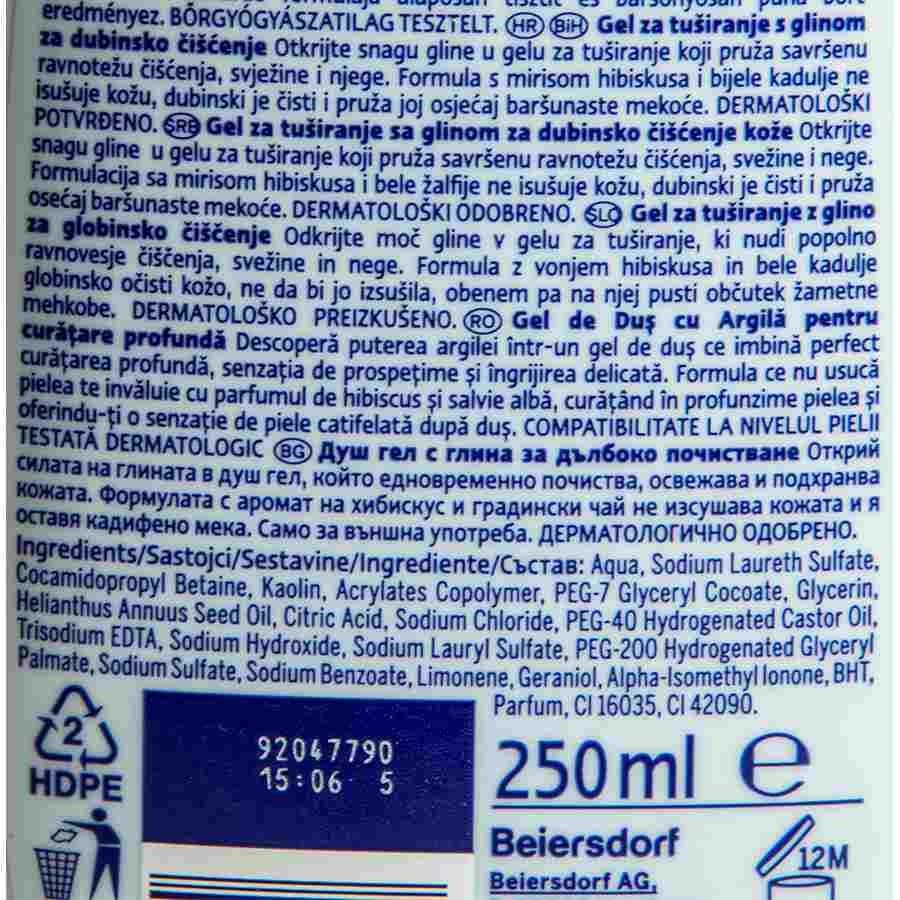 formulája alaposan tisztít és bársonyosan puha bőrt
eredményez. BŐRGYÓGYÁSZATILAG TESZTELT. HR BiH Gel za tuširanje s glinom
za dubinsko čišćenje Otkrijte snagu gline u gelu za tuširanje koji pruža savršenu
ravnotežu čišćenja, svježine i njege. Formula s mirisom hibiskusa i bijele kadulje ne
isušuje kožu, dubinski je čisti i pruža joj osjećaj baršunaste mekoće. DERMATOLOŠKI
POTVRĐENO. SRB Gel za tuširanje sa glinom za dubinsko čišćenje kože Otkrijte
snagu gline u gelu za tuširanje koji pruža savršenu ravnotežu čišćenja, svežine i nege.
Formulacija sa mirisom hibiskusa i bele žalfije ne isušuje kožu, dubinski je čisti i pruža
osećaj baršunaste mekoće. DERMATOLOŠKI ODOBRENO. SLO Gel za tuširanje z glino
za globinsko čiščenje Odkrijte moč gline v gelu za tuširanje, ki nudi popolno
ravnovesje čiščenja, svežine in nege. Formula z vonjem hibiskusa in bele kadulje
globinsko očisti kožo, ne da bi jo izsušila, obenem pa na njej pusti občutek žametne
mehkobe. DERMATOLOŠKO PREIZKUŠENO. RO Gel de Duş cu Argilă pentru
curăţare profundă Descoperă puterea argilei într-un gel de duş ce îmbină perfect
curăţarea profundă, senzaţia de prospeţime şi îngrijirea delicată. Formula ce nu usucă
pielea te învăluie cu parfumul de hibiscus şi salvie albă, curăţând în profunzime pielea şi
oferindu-ţi o senzaţie de piele catifelată după duş. COMPATIBILITATE LA NIVELUL PIELII
TESTATĂ DERMATOLOGIC BG Душ гел с глина за дълбоко почистване Открий
силата на глината в душ гел, който едновременно почиства, освежава и подхранва
кожата. Формулата с аромат на хибискус и градински чай не изсушава кожата и я
оставя кадифено мека. Само за външна употреба. ДЕРМАТОЛОГИЧНО ОДОБРЕНО.
Ingredients/Sastojci/Sestavine/Ingrediente/Състав: Aqua, Sodium Laureth Sulfate,
Cocamidopropyl Betaine, Kaolin, Acrylates Copolymer, PEG-7 Glyceryl Cocoate, Glycerin,
Helianthus Annuus Seed Oil, Citric Acid, Sodium Chloride, PEG-40 Hydrogenated Castor Oil,
Trisodium EDTA, Sodium Hydroxide, Sodium Lauryl Sulfate, PEG-200 Hydrogenated Glyceryl
Palmate, Sodium Sulfate, Sodium Benzoate, Limonene, Geraniol, Alpha-Isomethyl Ionone, BHT,
Parfum, CI 16035, CI 42090.
2
HDPE
92047790
15:06 5
250 ml e
Beiersdorf
Beiersdorf AG,
12M